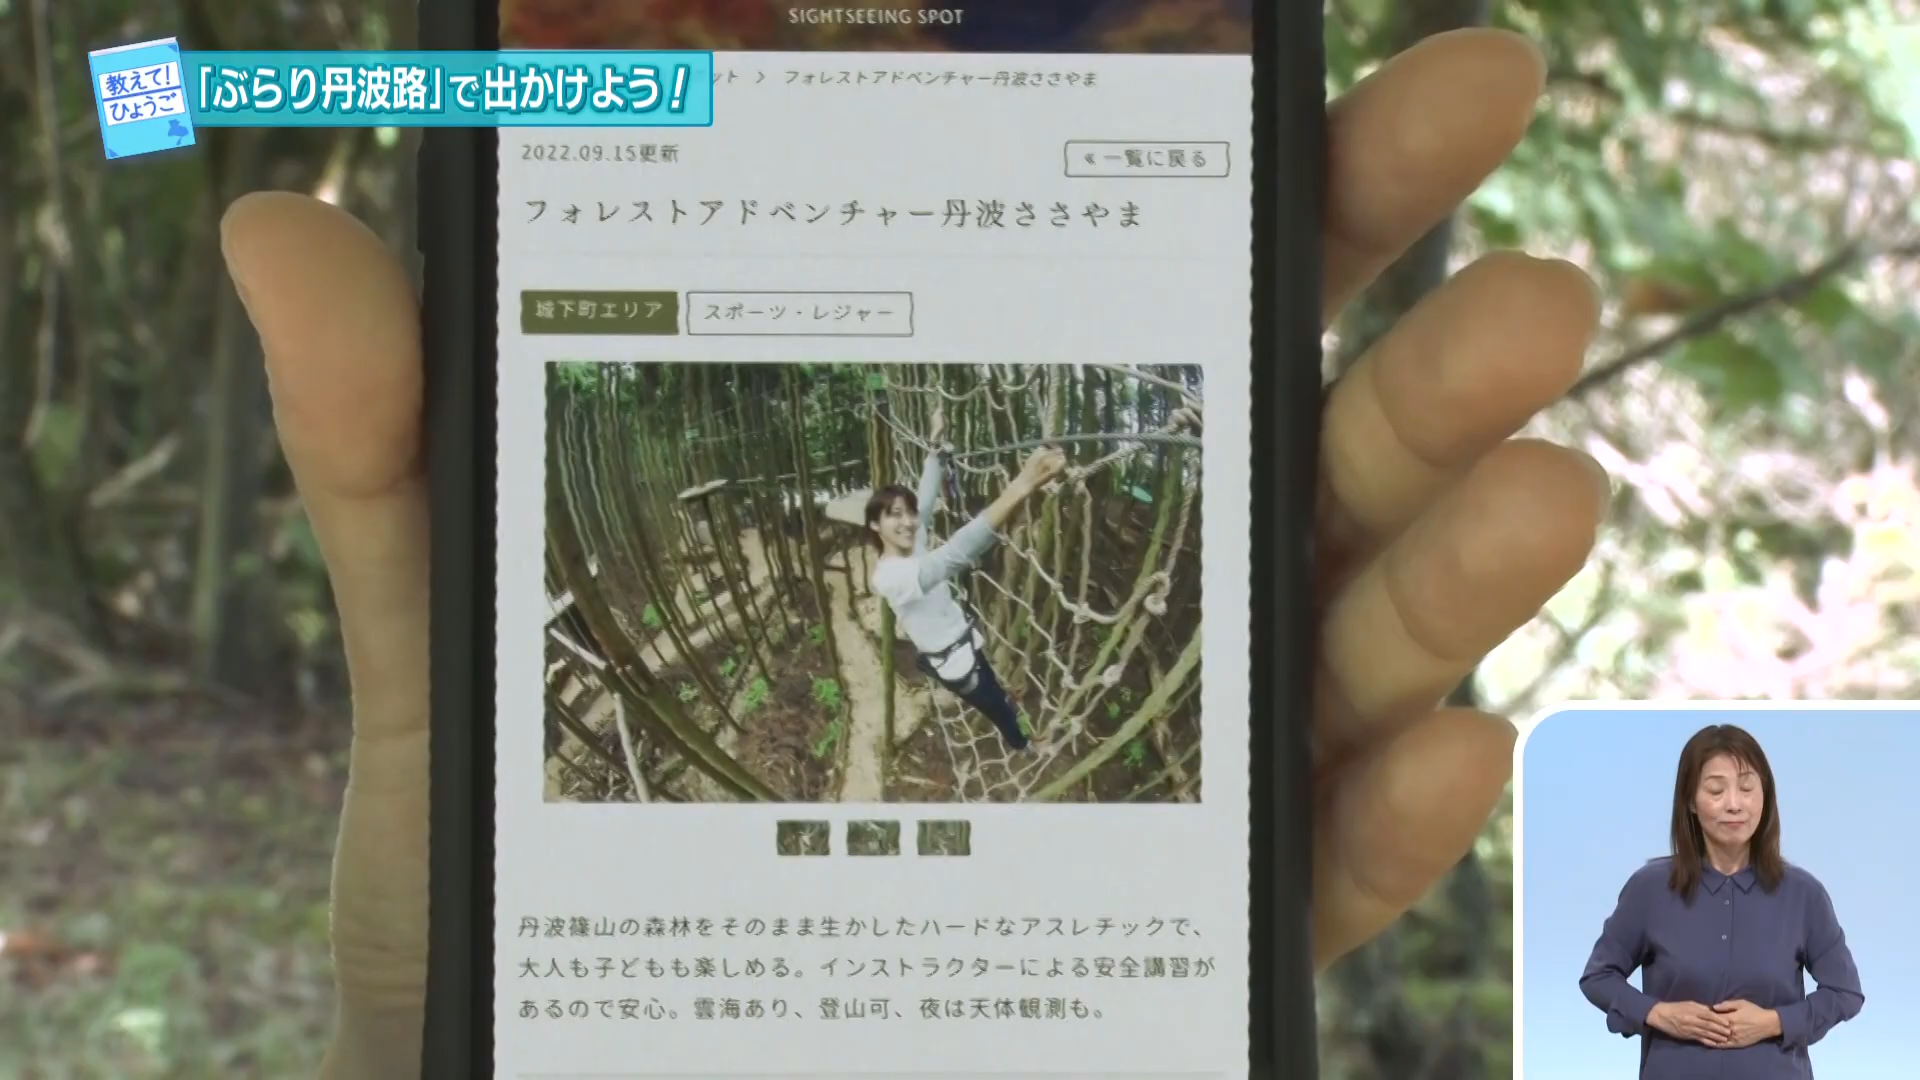 SIGHTSEEING SPOT
教えて!
ひょうご
「ぶらり丹波路」で出かけよう!
ット > フォレストアドベンチャー丹波ささやま
2022.09.15更新
« 一覧に戻る
フォレストアドベンチャー丹波ささやま
城下町エリア
スポーツ・レジャー
丹波篠山の森林をそのまま生かしたハードなアスレチックで、
大人も子どもも楽しめる。インストラクターによる安全講習が
あるので安心。雲海あり、登山可、夜は天体観測も。